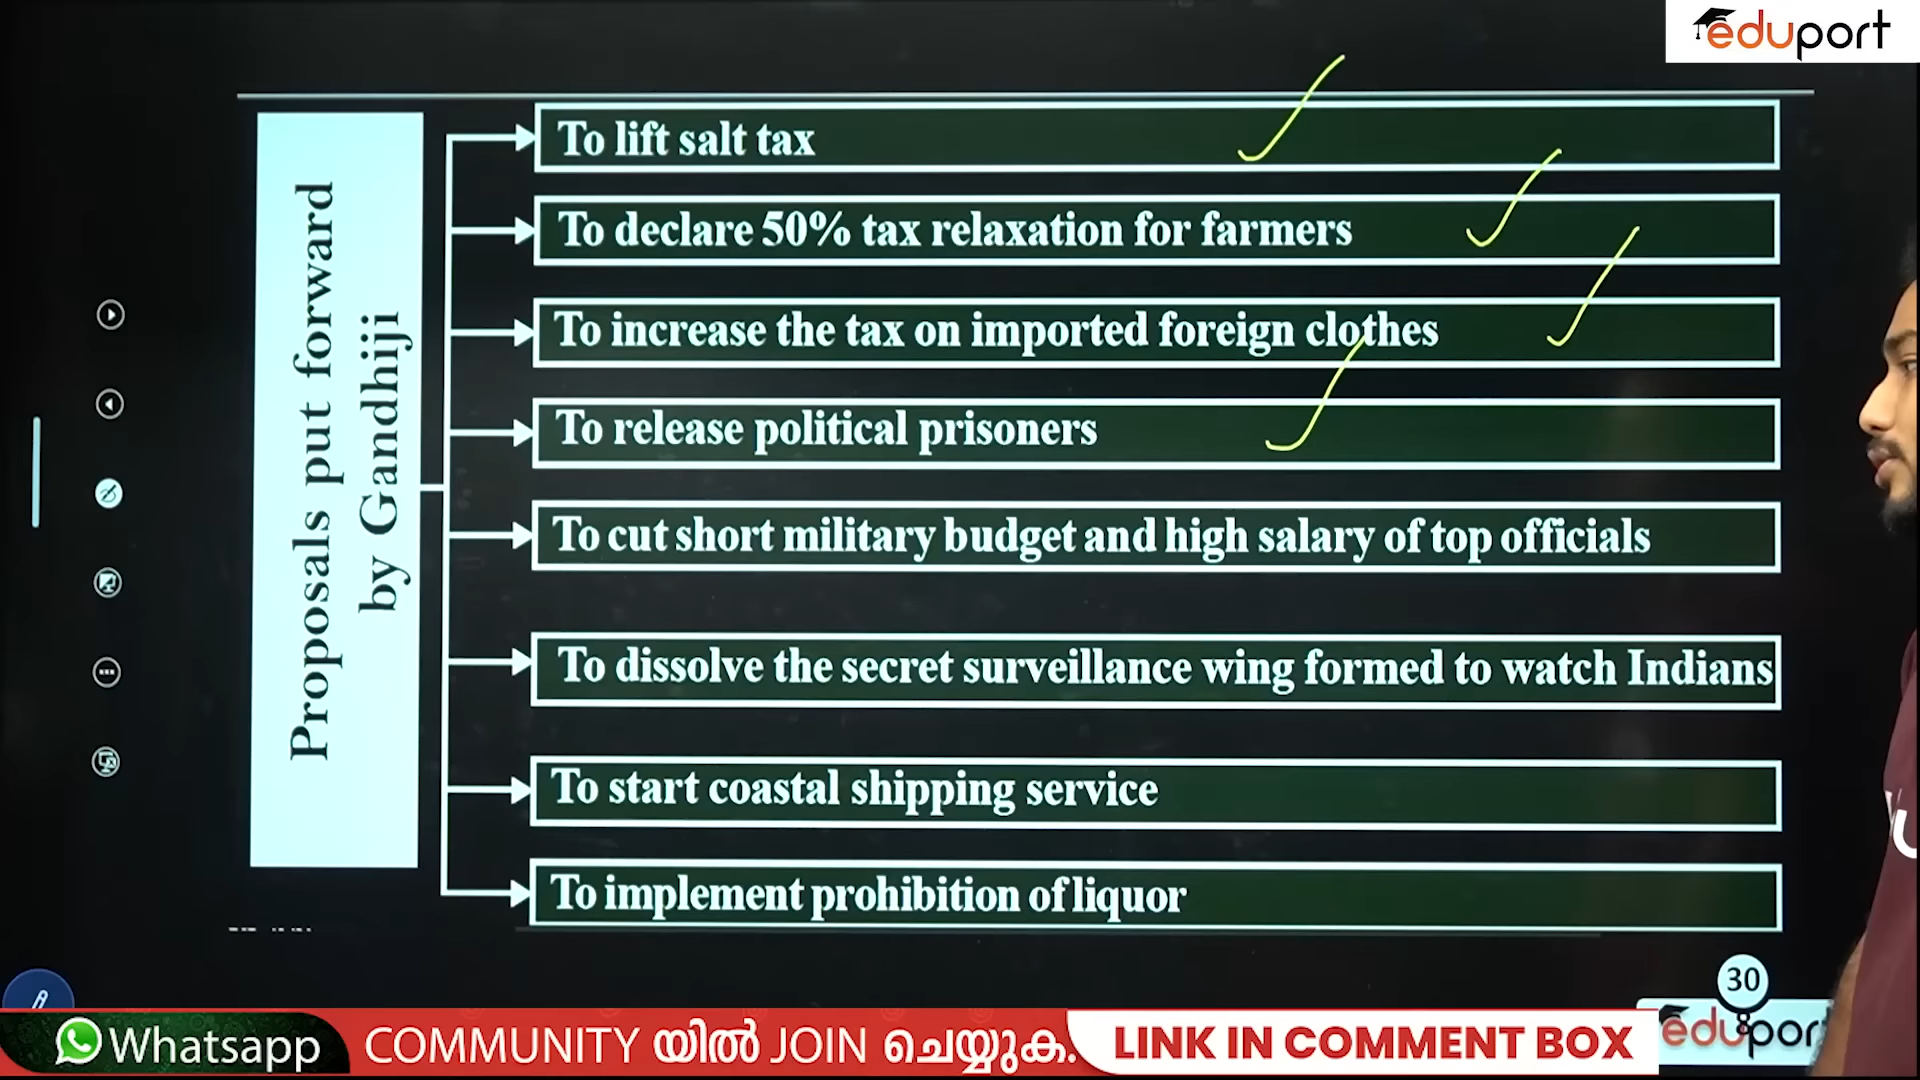 eduport
Proposals put forward
by Gandhiji
To lift salt tax
To declare 50% tax relaxation for farmers
To increase the tax on imported foreign clothes
To release political prisoners
To cut short military budget and high salary of top officials
To dissolve the secret surveillance wing formed to watch Indians
To start coastal shipping service
To implement prohibition of liquor
30
8
eduport
Whatsapp COMMUNITY യിൽ JOIN ചെയ്യുക. LINK IN COMMENT BOX